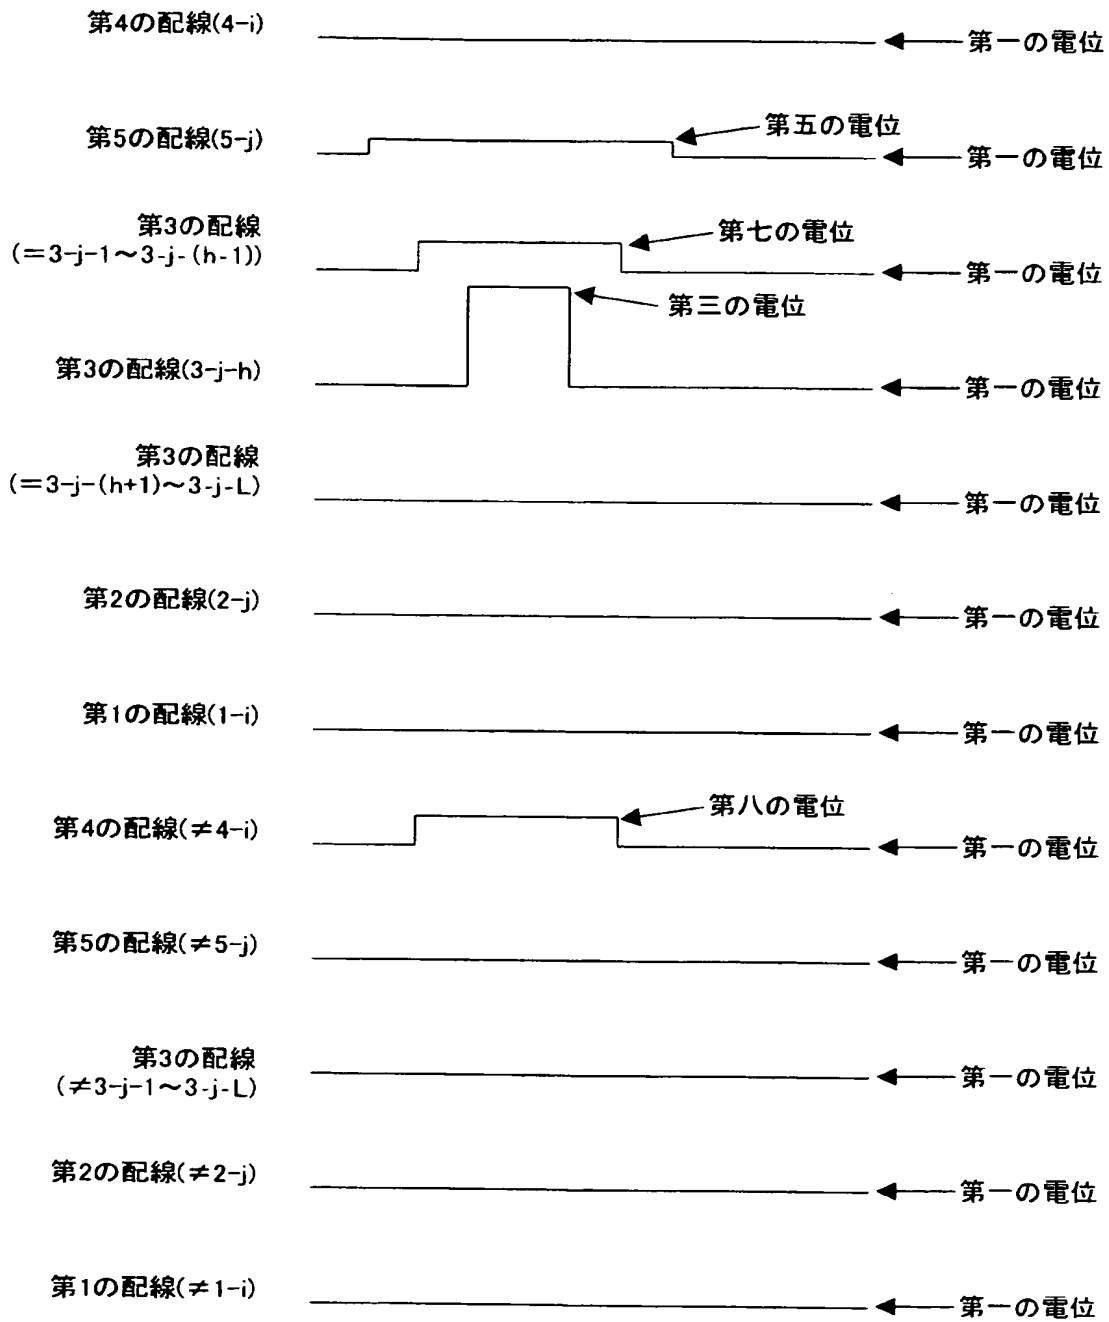 第4の配線(4-i)
第一の電位
第5の配線(5-j)
第五の電位
第一の電位
第3の配線
(=3-j-1～3-j-(h-1))
第七の電位
第一の電位
第三の電位
第3の配線(3-j-h)
第一の電位
第3の配線
(=3-j-(h+1)～3-j-L)
第一の電位
第2の配線(2-j)
第一の電位
第1の配線(1-i)
第一の電位
第4の配線(≠4-i)
第八の電位
第一の電位
第5の配線(≠5-j)
第一の電位
第3の配線
(≠3-j-1～3-j-L)
第一の電位
第2の配線(≠2-j)
第一の電位
第1の配線(≠1-i)
第一の電位